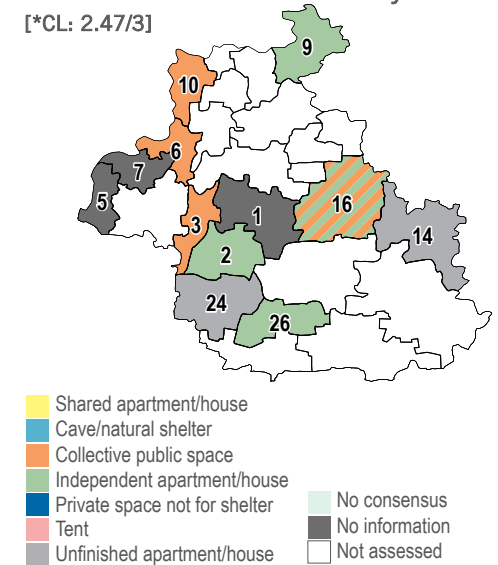 [*CL: 2.47/3]
9
10
6
7
5
3
1
16
14
2
24
26
Shared apartment/house
Cave/natural shelter
Collective public space
Independent apartment/house
Private space not for shelter
Tent
Unfinished apartment/house
No consensus
No information
Not assessed